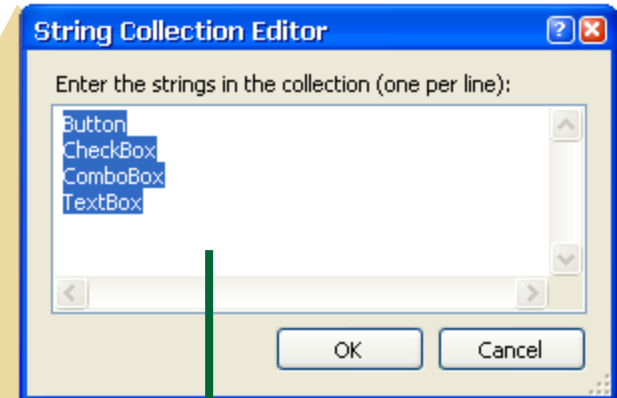 String Collection Editor
?
Enter the strings in the collection (one per line):
Button
CheckBox
ComboBox
TextBox
OK
Cancel